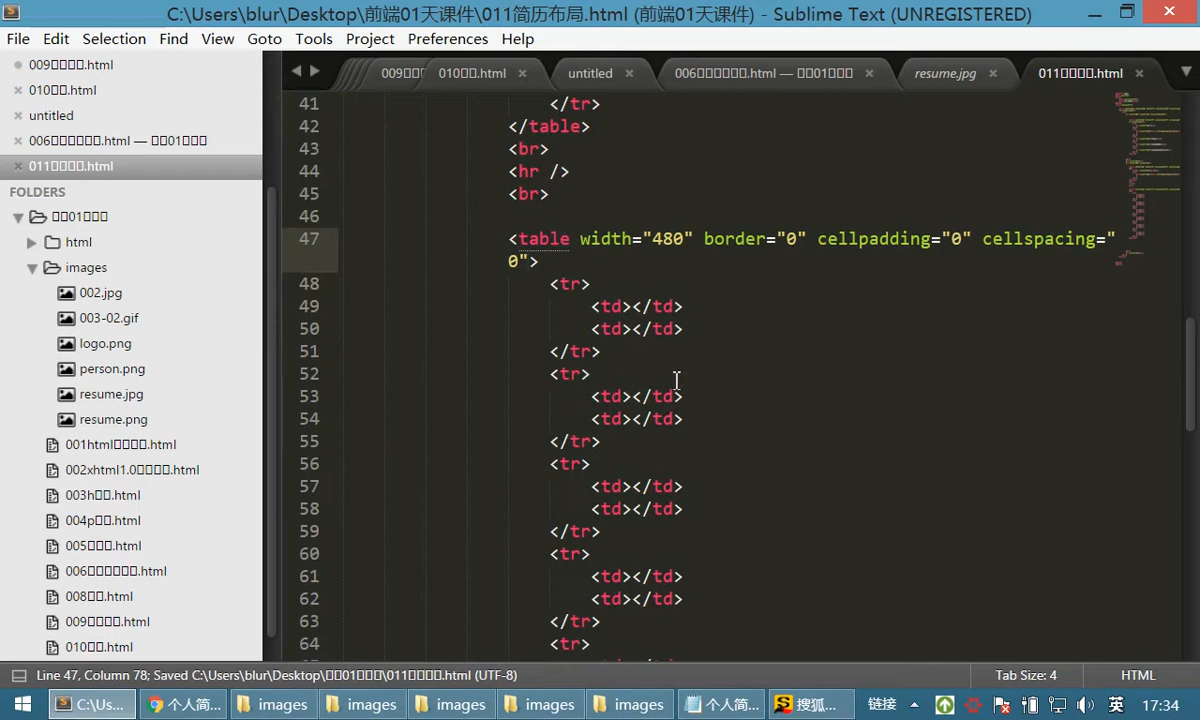 C:\Users\blur\Desktop\前端01天课件\011简历布局.html (前端01天课件) - Sublime Text (UNREGISTERED)
File Edit Selection Find View Goto Tools Project Preferences Help
009□□□□.html
010□□.html
untitled
006□□□□□□.html — □□01□□□
011□□□□.html
FOLDERS
□□01□□□
html
images
002.jpg
003-02.gif
logo.png
person.png
resume.jpg
resume.png
001html□□□□.html
002xhtml1.0□□□□.html
003h□□.html
004p□□.html
005□□□.html
006□□□□□□.html
008□□.html
009□□□□.html
010□□.html
009□□ 010□□.html untitled 006□□□□□□.html — □□01□□□ resume.jpg 011□□□□.html
41 </tr>
42 </table>
43 <br>
44 <hr />
45 <br>
46
47 <table width="480" border="0" cellpadding="0" cellspacing="
0">
48 <tr>
49 <td></td>
50 <td></td>
51 </tr>
52 <tr>
53 <td></td>
54 <td></td>
55 </tr>
56 <tr>
57 <td></td>
58 <td></td>
59 </tr>
60 <tr>
61 <td></td>
62 <td></td>
63 </tr>
64 <tr>
Line 47, Column 78; Saved C:\Users\blur\Desktop\□□01□□□\011□□□□.html (UTF-8) Tab Size: 4 HTML
C:\Us... 个人简... images images images images images 个人简... 搜狐... 链接 英 17:34